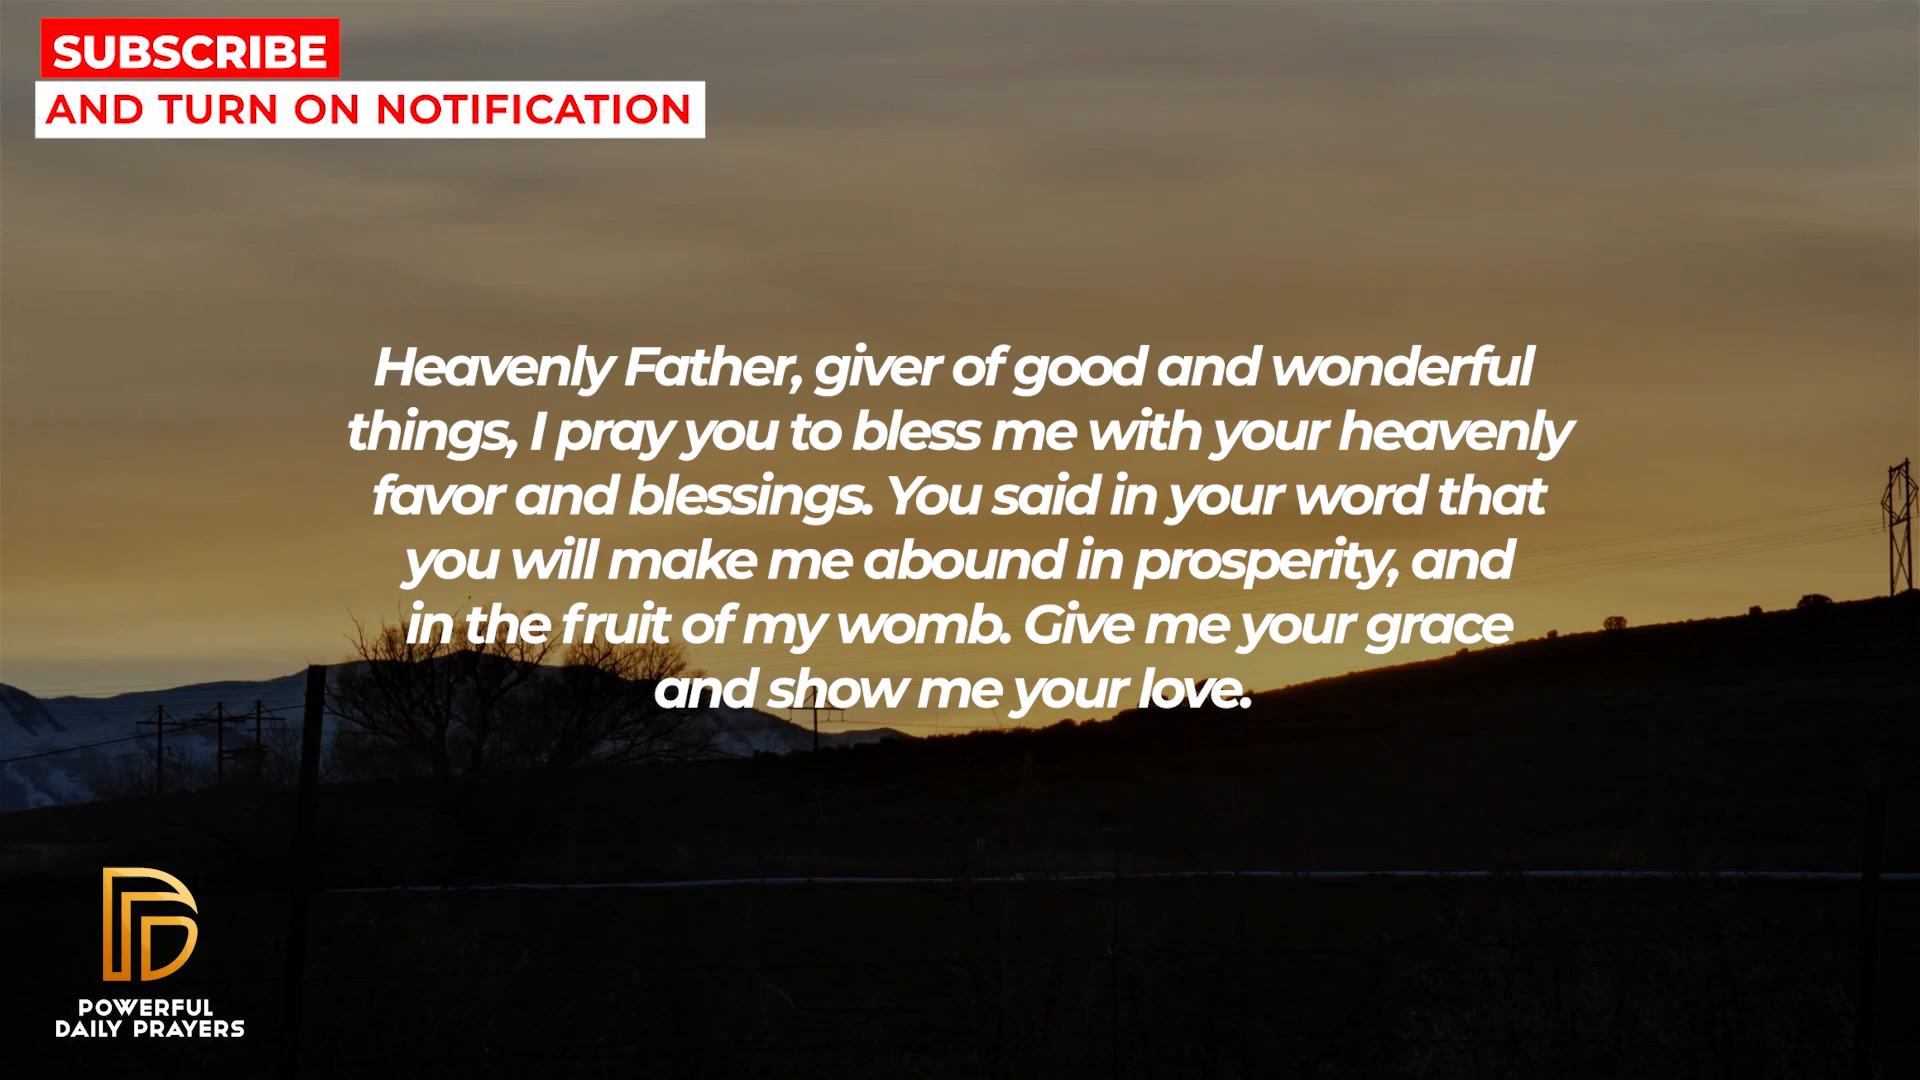 SUBSCRIBE
AND TURN ON NOTIFICATION
Heavenly Father, giver of good and wonderful
things, I pray you to bless me with your heavenly
favor and blessings. You said in your word that
you will make me abound in prosperity, and
in the fruit of my womb. Give me your grace
and show me your love.
POWERFUL
DAILY PRAYERS